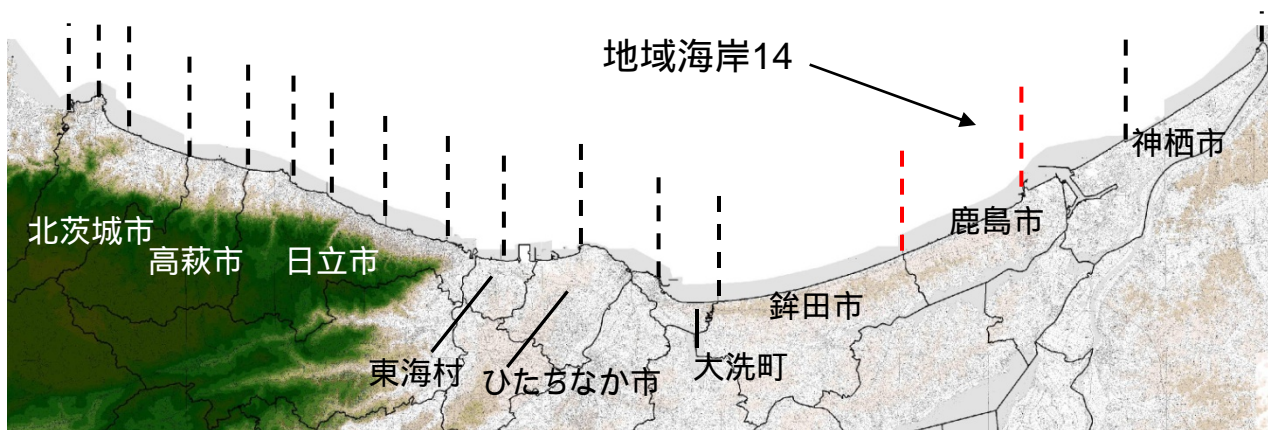 地域海岸14
神栖市
鹿島市
北茨城市
高萩市
日立市
鉾田市
東海村
ひたちなか市
大洗町